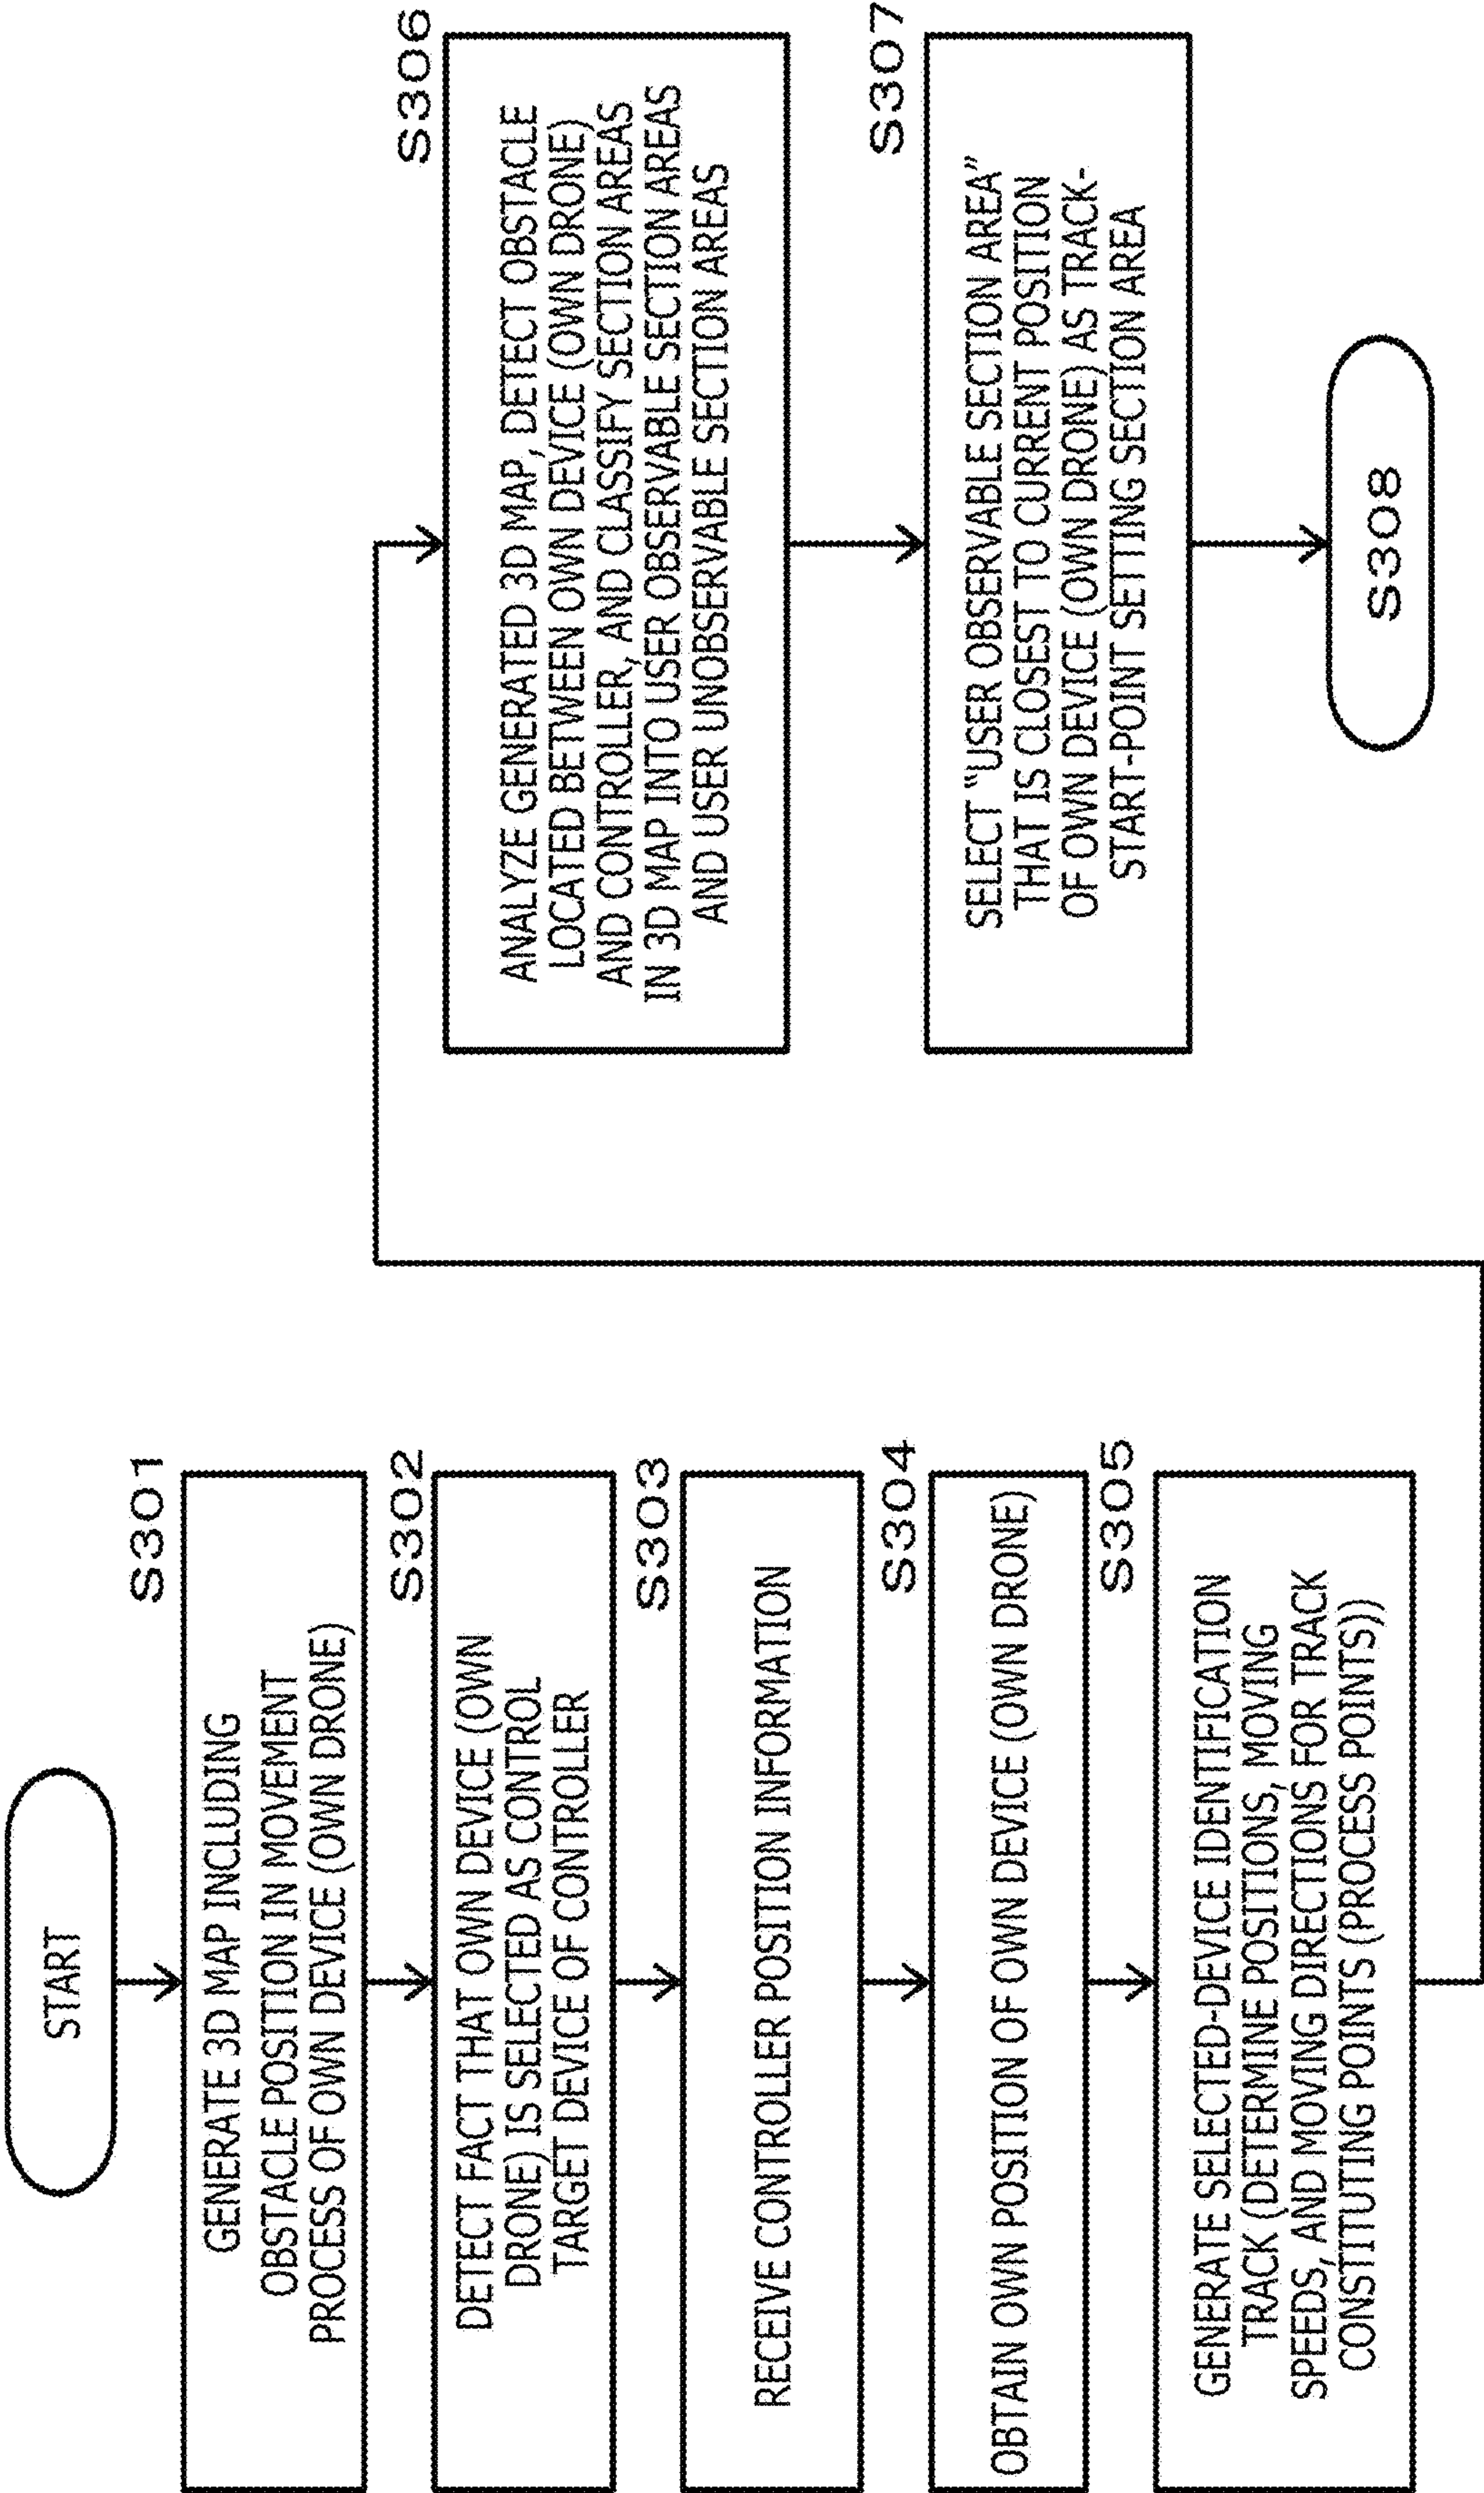 START
S301
GENERATE 3D MAP INCLUDING
OBSTACLE POSITION IN MOVEMENT
PROCESS OF OWN DEVICE (OWN DRONE)
S302
DETECT FACT THAT OWN DEVICE (OWN
DRONE) IS SELECTED AS CONTROL
TARGET DEVICE OF CONTROLLER
S303
RECEIVE CONTROLLER POSITION INFORMATION
S304
OBTAIN OWN POSITION OF OWN DEVICE (OWN DRONE)
S305
GENERATE SELECTED-DEVICE IDENTIFICATION
TRACK (DETERMINE POSITIONS, MOVING
SPEEDS, AND MOVING DIRECTIONS FOR TRACK
CONSTITUTING POINTS (PROCESS POINTS))
S306
ANALYZE GENERATED 3D MAP, DETECT OBSTACLE
LOCATED BETWEEN OWN DEVICE (OWN DRONE)
AND CONTROLLER, AND CLASSIFY SECTION AREAS
IN 3D MAP INTO USER OBSERVABLE SECTION AREAS
AND USER UNOBSERVABLE SECTION AREAS
S307
SELECT “USER OBSERVABLE SECTION AREA”
THAT IS CLOSEST TO CURRENT POSITION
OF OWN DEVICE (OWN DRONE) AS TRACK-
START-POINT SETTING SECTION AREA
S308